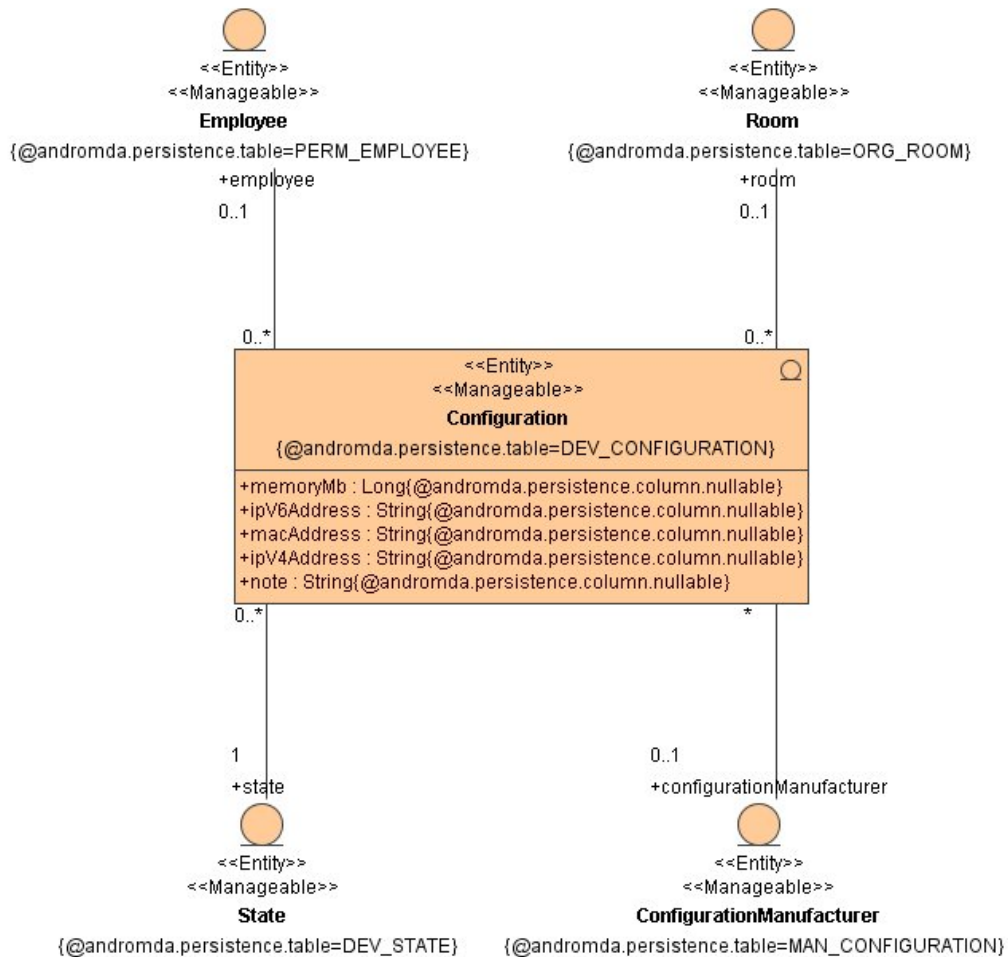 <<Entity>>
<<Manageable>>
Employee
{@andromda.persistence.table=PERM_EMPLOYEE}
+employee
0..1
<<Entity>>
<<Manageable>>
Room
{@andromda.persistence.table=ORG_ROOM}
+room
0..1
0..*
0..*
<<Entity>>
<<Manageable>>
Configuration
{@andromda.persistence.table=DEV_CONFIGURATION}
+memoryMb : Long{@andromda.persistence.column.nullable}
+ipV6Address : String{@andromda.persistence.column.nullable}
+macAddress : String{@andromda.persistence.column.nullable}
+ipV4Address : String{@andromda.persistence.column.nullable}
+note : String{@andromda.persistence.column.nullable}
0..*
*
1
+state
<<Entity>>
<<Manageable>>
State
{@andromda.persistence.table=DEV_STATE}
0..1
+configurationManufacturer
<<Entity>>
<<Manageable>>
ConfigurationManufacturer
{@andromda.persistence.table=MAN_CONFIGURATION}